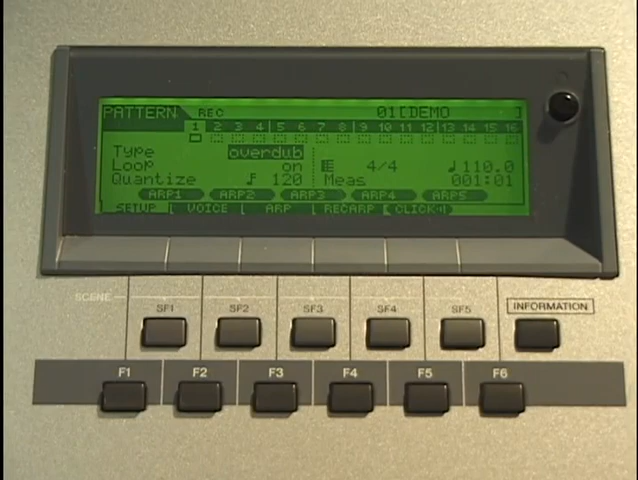 PATTERN REC 01[DEMO ]
1 2 3 4 5 6 7 8 9 10 11 12 13 14 15 16
Type overdub
Loop on 4/4 ♩110.0
Quantize 120 Meas 001:01
ARP1 ARP2 ARP3 ARP4 ARP5
SETUP VOICE ARP RECARP CLICK
SCENE
SF1 SF2 SF3 SF4 SF5 INFORMATION
F1 F2 F3 F4 F5 F6